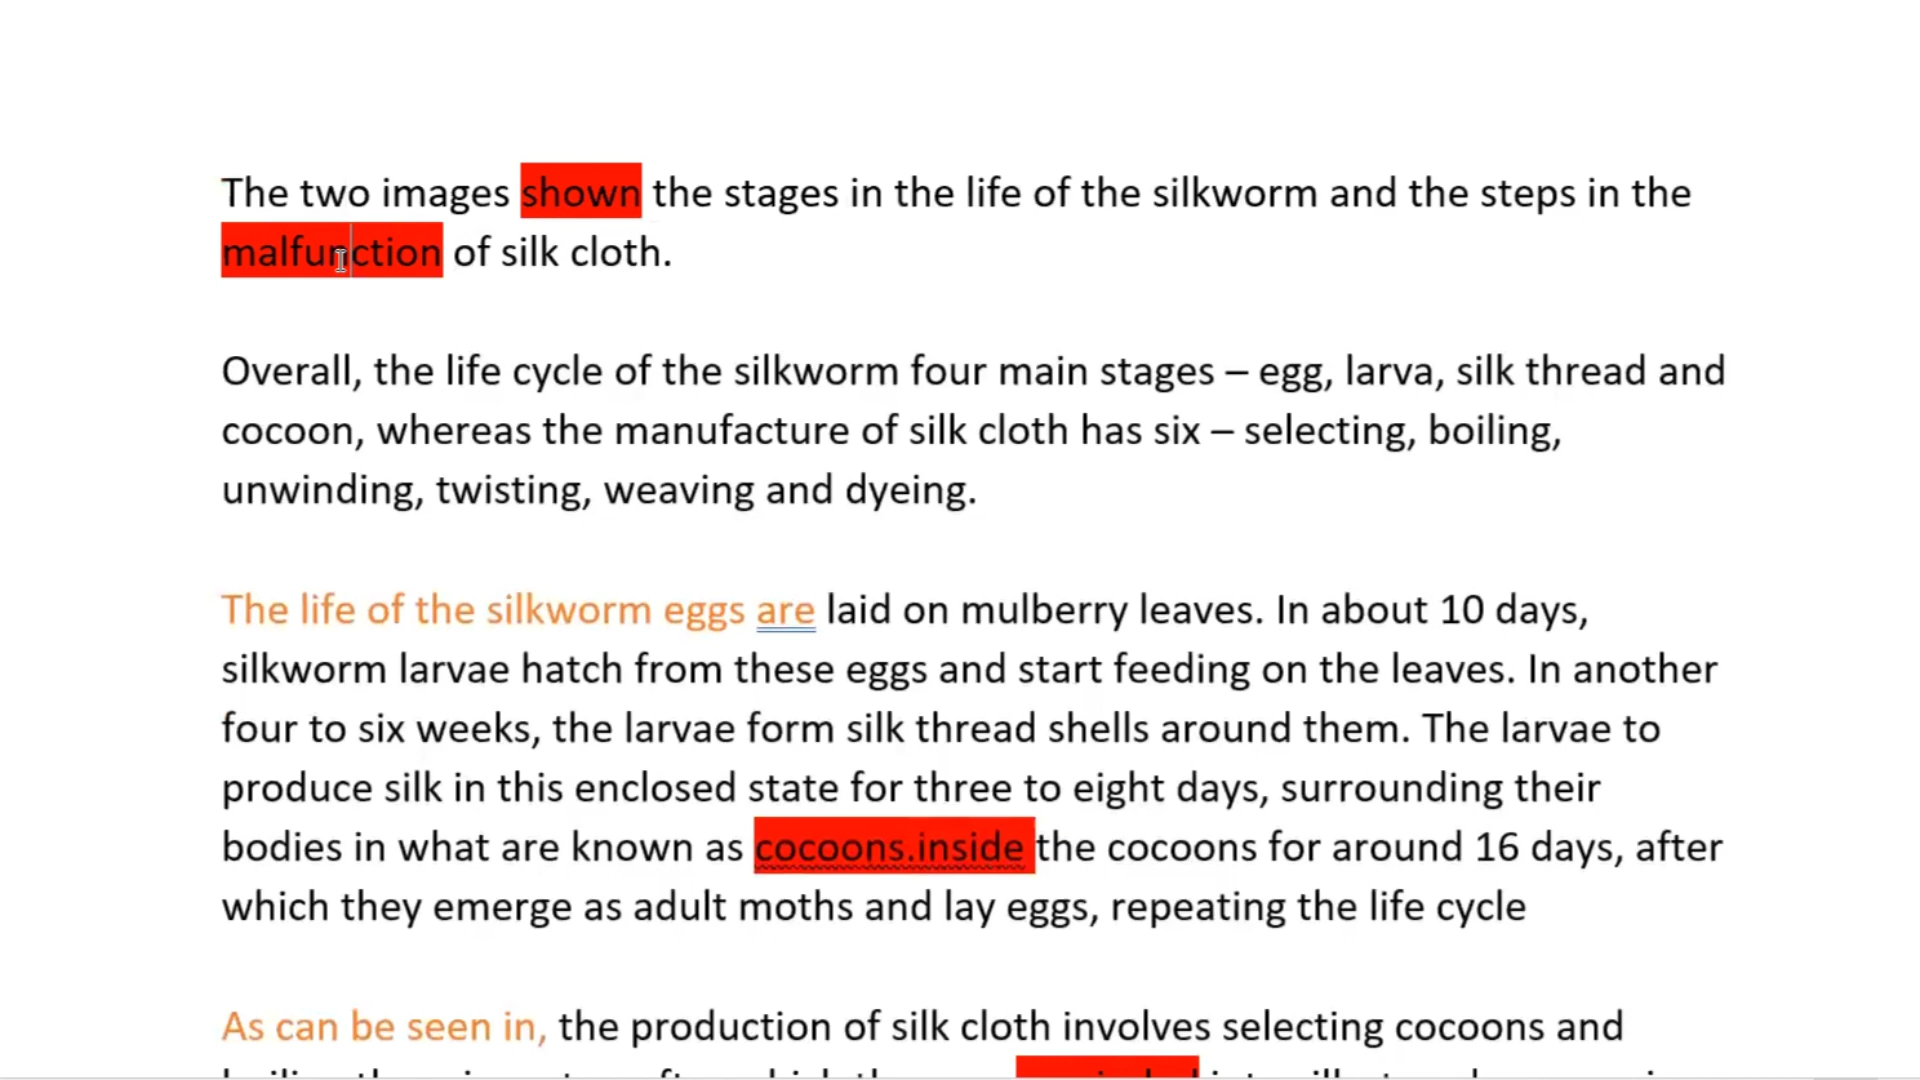 The two images shown the stages in the life of the silkworm and the steps in the
malfunction of silk cloth.
Overall, the life cycle of the silkworm four main stages – egg, larva, silk thread and
cocoon, whereas the manufacture of silk cloth has six – selecting, boiling,
unwinding, twisting, weaving and dyeing.
The life of the silkworm eggs are laid on mulberry leaves. In about 10 days,
silkworm larvae hatch from these eggs and start feeding on the leaves. In another
four to six weeks, the larvae form silk thread shells around them. The larvae to
produce silk in this enclosed state for three to eight days, surrounding their
bodies in what are known as cocoons.inside the cocoons for around 16 days, after
which they emerge as adult moths and lay eggs, repeating the life cycle
As can be seen in, the production of silk cloth involves selecting cocoons and